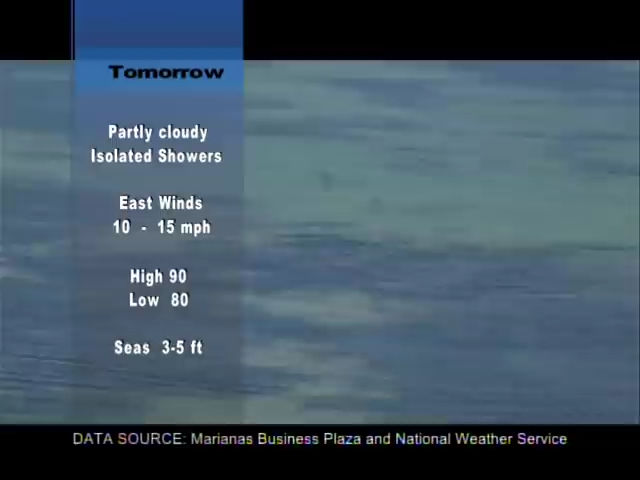 Tomorrow
Partly cloudy
Isolated Showers
East Winds
10 - 15 mph
High 90
Low 80
Seas 3-5 ft
DATA SOURCE: Marianas Business Plaza and National Weather Service